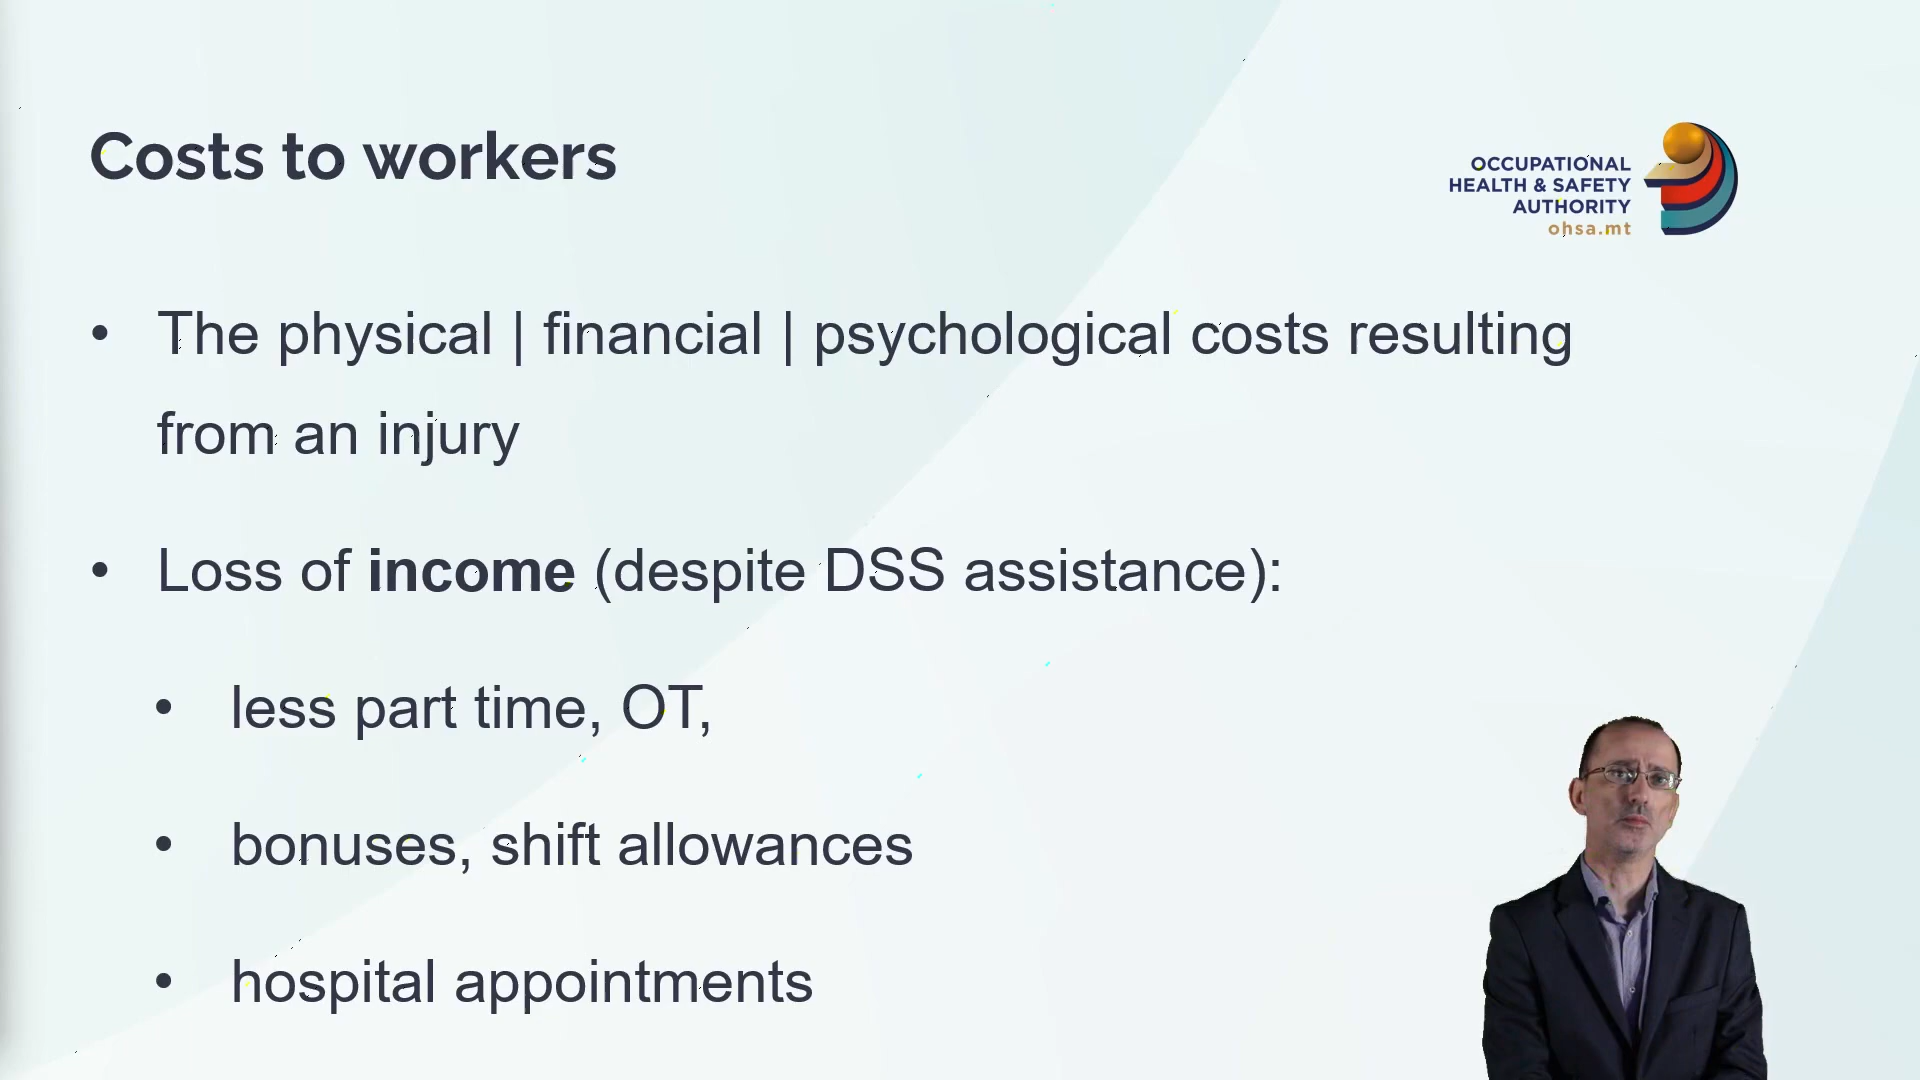 Costs to workers
OCCUPATIONAL
HEALTH & SAFETY
AUTHORITY
ohsa.mt
• The physical | financial | psychological costs resulting
from an injury
• Loss of income (despite DSS assistance):
• less part time, OT,
• bonuses, shift allowances
• hospital appointments